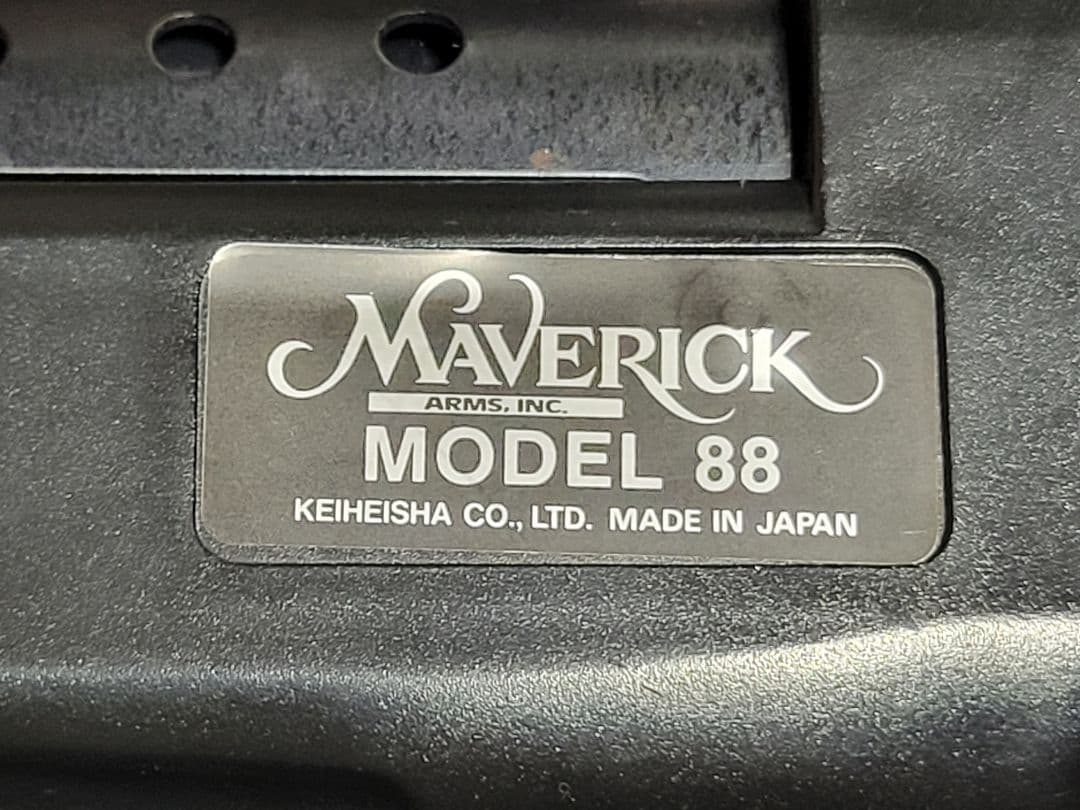 MAVERICK
ARMS, INC.
MODEL 88
KEIHEISHA CO., LTD. MADE IN JAPAN